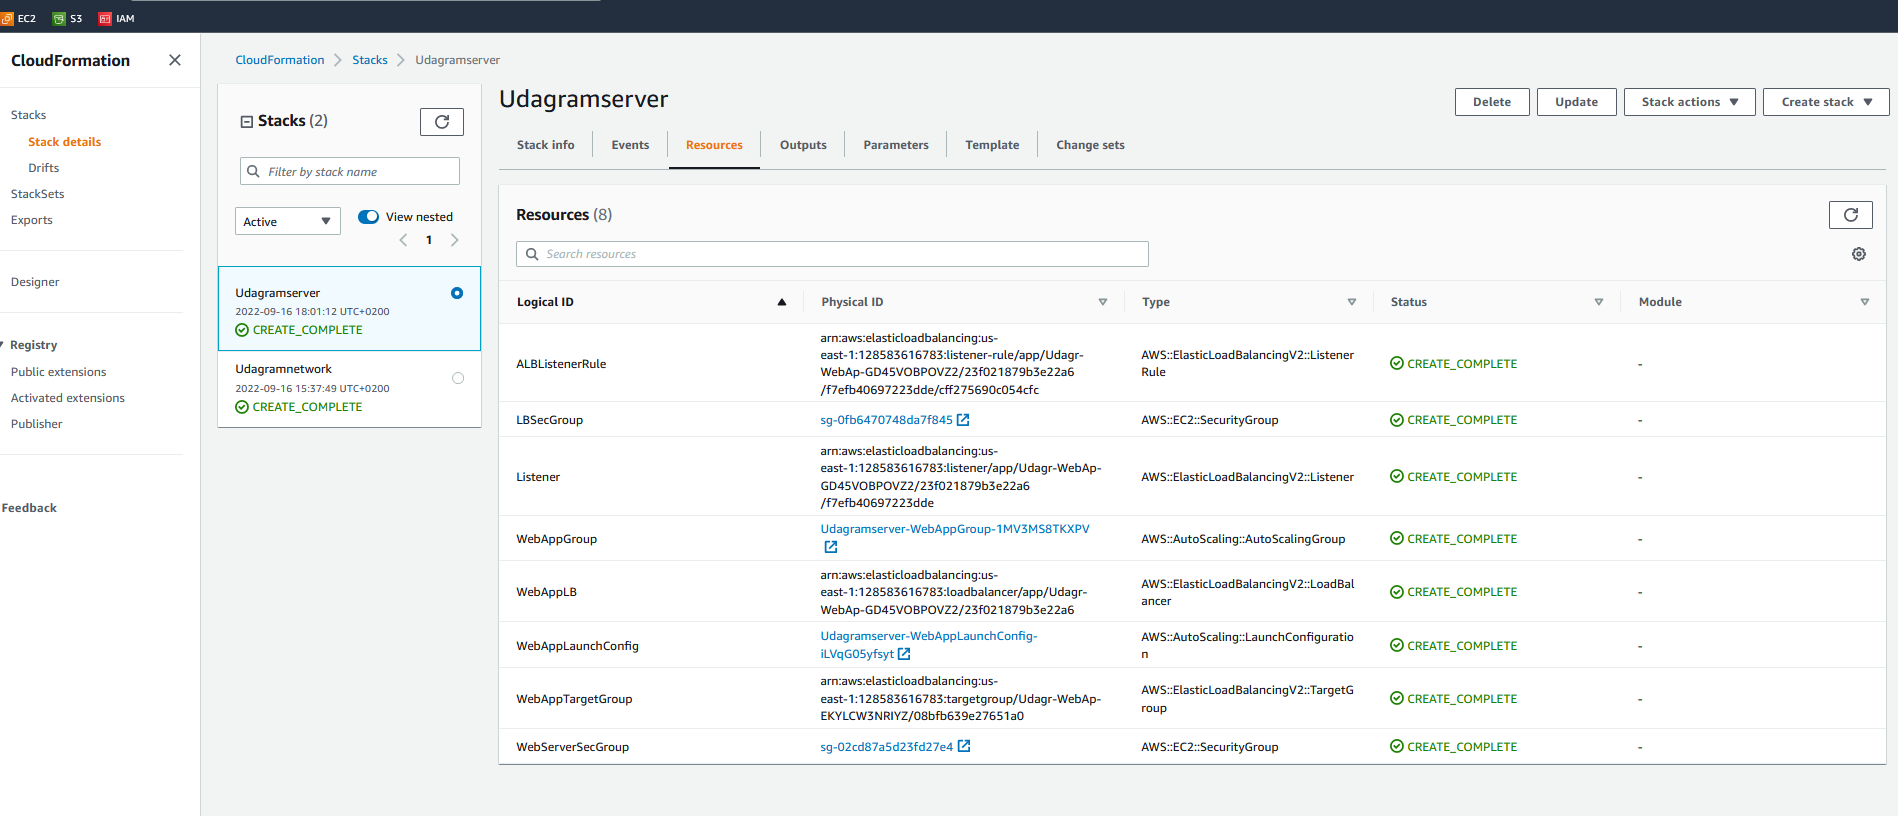 EC2 S3 IAM
CloudFormation
CloudFormation Stacks Udagramserver
Stacks
Stack details
Drifts
StackSets
Exports
Designer
Registry
Public extensions
Activated extensions
Publisher
Feedback
Stacks (2)
Filter by stack name
Active View nested
1
Udagramserver
2022-09-16 18:01:12 UTC+0200
CREATE_COMPLETE
Udagramnetwork
2022-09-16 15:37:49 UTC+0200
CREATE_COMPLETE
Udagramserver
Delete Update Stack actions Create stack
Stack info Events Resources Outputs Parameters Template Change sets
Resources (8)
Search resources
Logical ID Physical ID Type Status Module
ALBListenerRule
arn:aws:elasticloadbalancing:us-
east-1:128583616783:listener-rule/app/Udagr-
WebAp-GD45VOBPOVZ2/23f021879b3e22a6
/f7efb40697223dde/cff275690c054cfc
AWS::ElasticLoadBalancingV2::Listener
Rule
CREATE_COMPLETE -
LBSecGroup sg-0fb6470748da7f845 AWS::EC2::SecurityGroup CREATE_COMPLETE -
Listener
arn:aws:elasticloadbalancing:us-
east-1:128583616783:listener/app/Udagr-WebAp-
GD45VOBPOVZ2/23f021879b3e22a6
/f7efb40697223dde
AWS::ElasticLoadBalancingV2::Listener CREATE_COMPLETE -
WebAppGroup Udagramserver-WebAppGroup-1MV3MS8TKXPV AWS::AutoScaling::AutoScalingGroup CREATE_COMPLETE -
WebAppLB
arn:aws:elasticloadbalancing:us-
east-1:128583616783:loadbalancer/app/Udagr-
WebAp-GD45VOBPOVZ2/23f021879b3e22a6
AWS::ElasticLoadBalancingV2::LoadBal
ancer
CREATE_COMPLETE -
WebAppLaunchConfig
Udagramserver-WebAppLaunchConfig-
iLVqG05yfsyt
AWS::AutoScaling::LaunchConfiguratio
n
CREATE_COMPLETE -
WebAppTargetGroup
arn:aws:elasticloadbalancing:us-
east-1:128583616783:targetgroup/Udagr-WebAp-
EKYLCW3NRIYZ/08bfb639e27651a0
AWS::ElasticLoadBalancingV2::TargetG
roup
CREATE_COMPLETE -
WebServerSecGroup sg-02cd87a5d23fd27e4 AWS::EC2::SecurityGroup CREATE_COMPLETE -